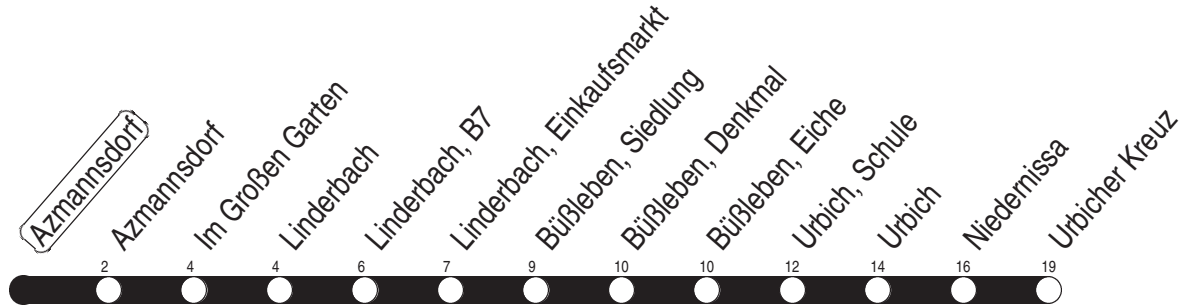 Azmannsdorf
Azmannsdorf
Im Großen Garten
Linderbach
Linderbach, B7
Linderbach, Einkaufsmarkt
Büßleben, Siedlung
Büßleben, Denkmal
Büßleben, Eiche
Urbich, Schule
Urbich
Niedernissa
Urbicher Kreuz
2 4 4 6 7 9 10 10 12 14 16 19